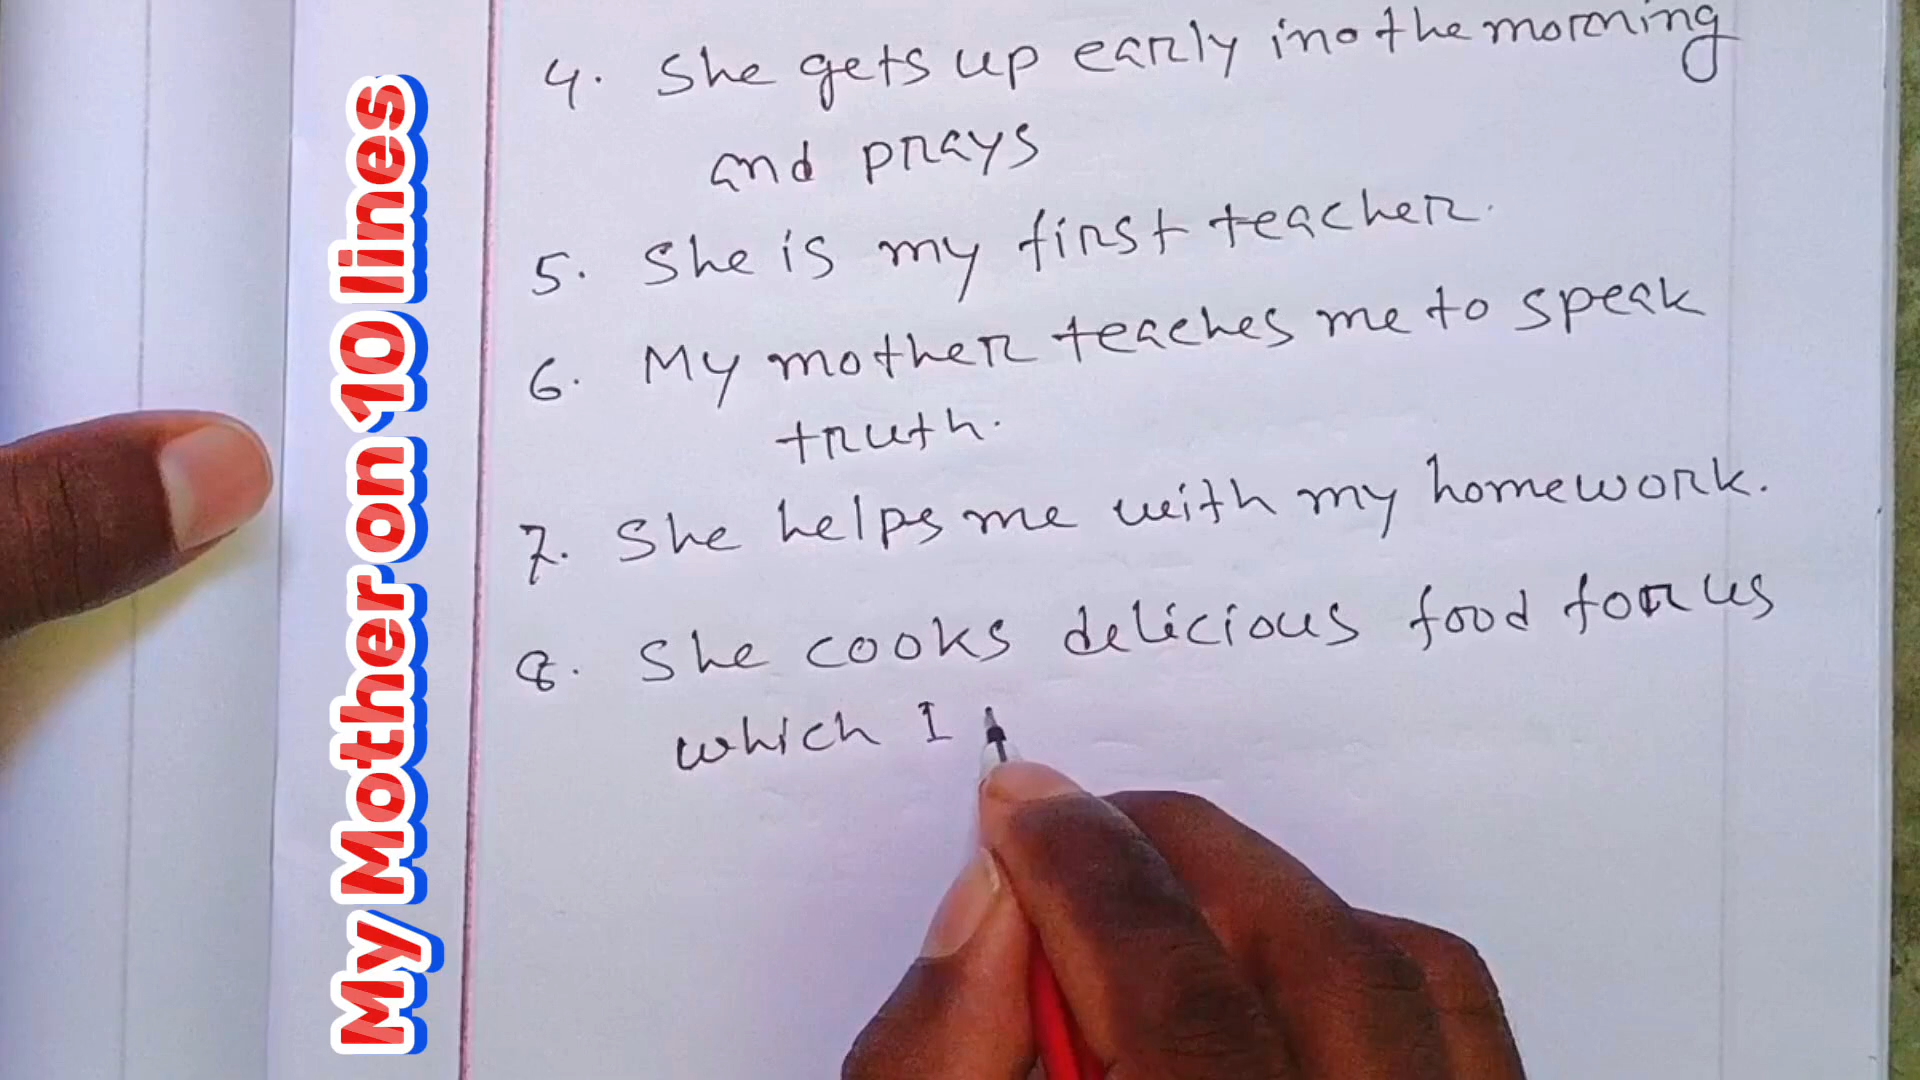 My Mother on 10 lines
4. She gets up early in the morning
and prays
5. She is my first teacher.
6. My mother teaches me to speak
truth.
7. She helps me with my homework.
8. She cooks delicious food for us
which I